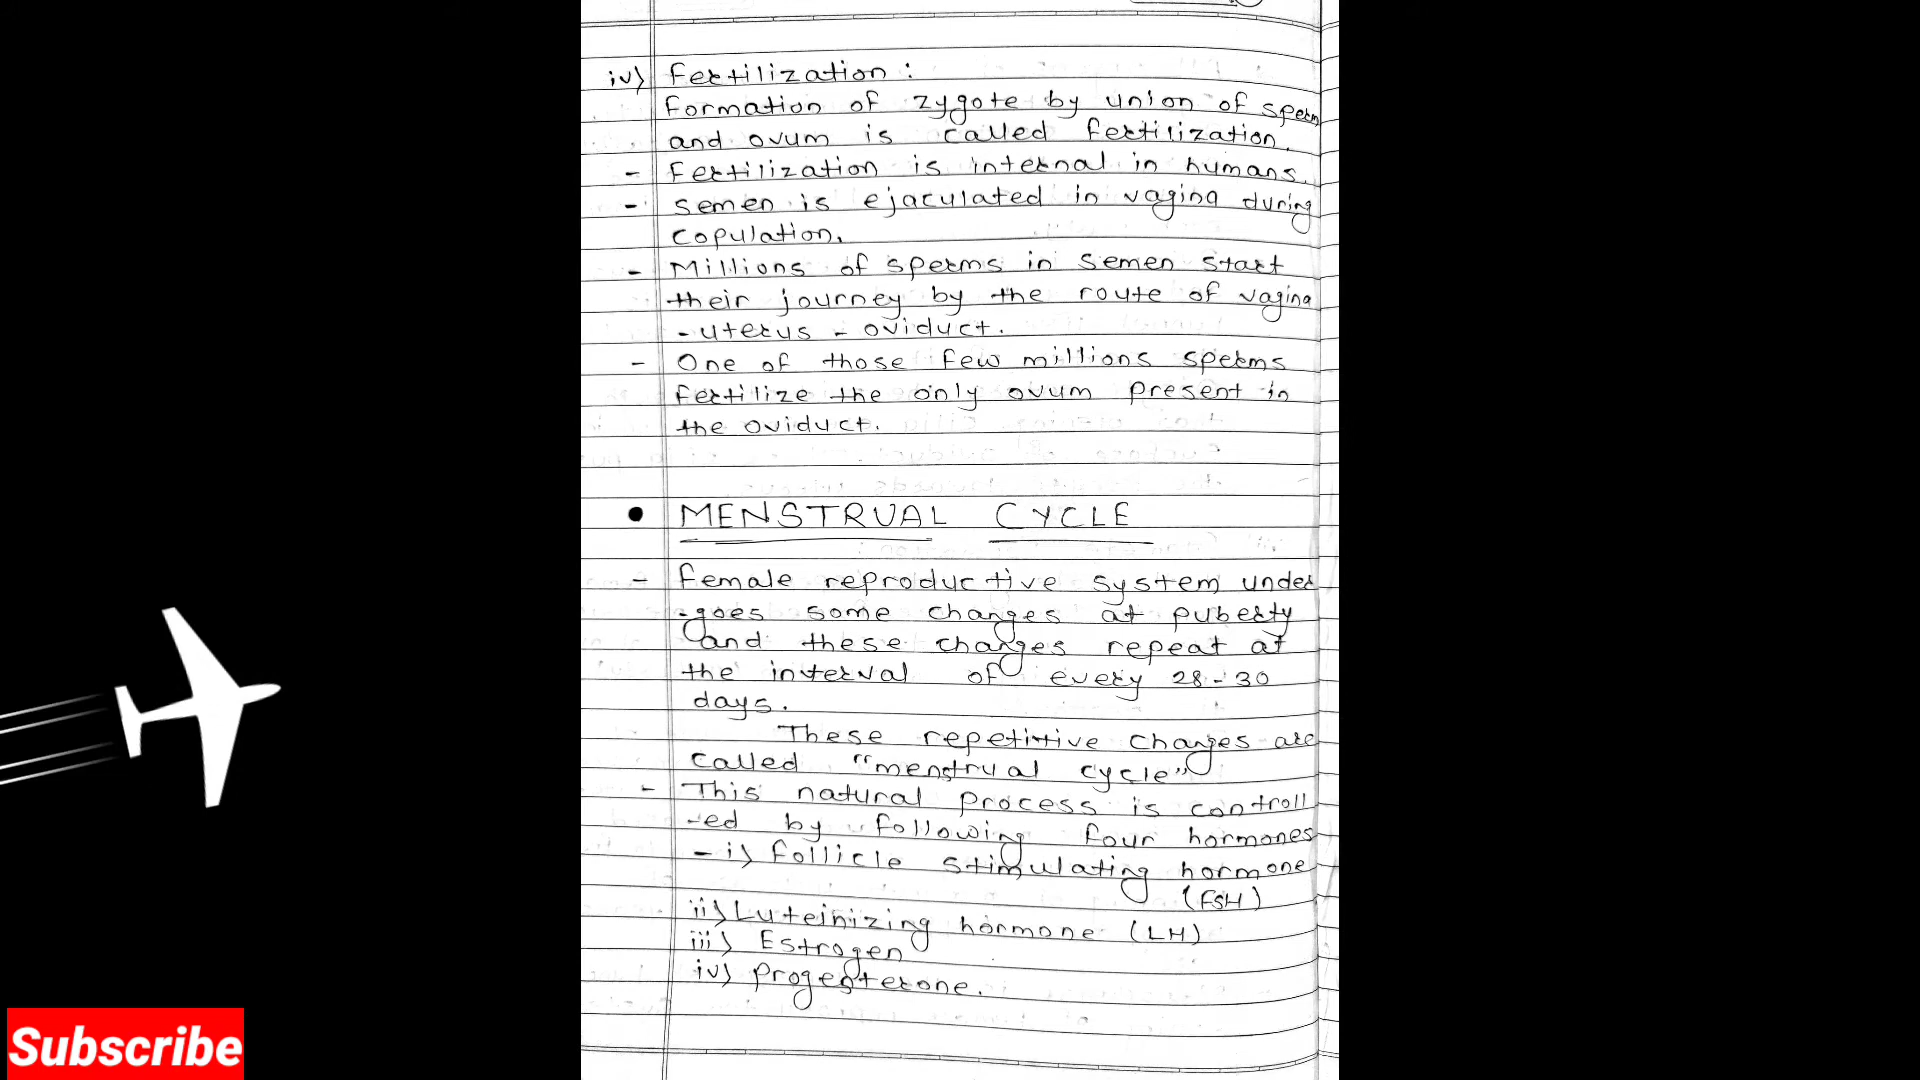 iv) Fertilization :
Formation of zygote by union of sperm
and ovum is called fertilization.
- Fertilization is internal in humans.
- Semen is ejaculated in vagina during
copulation.
- Millions of sperms in semen start
their journey by the route of vagina
- uterus - oviduct.
- One of those few millions sperms
fertilize the only ovum present in
the oviduct.
• MENSTRUAL CYCLE
- Female reproductive system under
-goes some changes at puberty
and these changes repeat at
the interval of every 28-30
days.
These repetitive changes are
called "menstrual cycle"
- This natural process is controll
-ed by following four hormones
- i) Follicle stimulating hormone
(FSH)
ii) Luteinizing hormone (LH)
iii) Estrogen
iv) Progesterone.
Subscribe